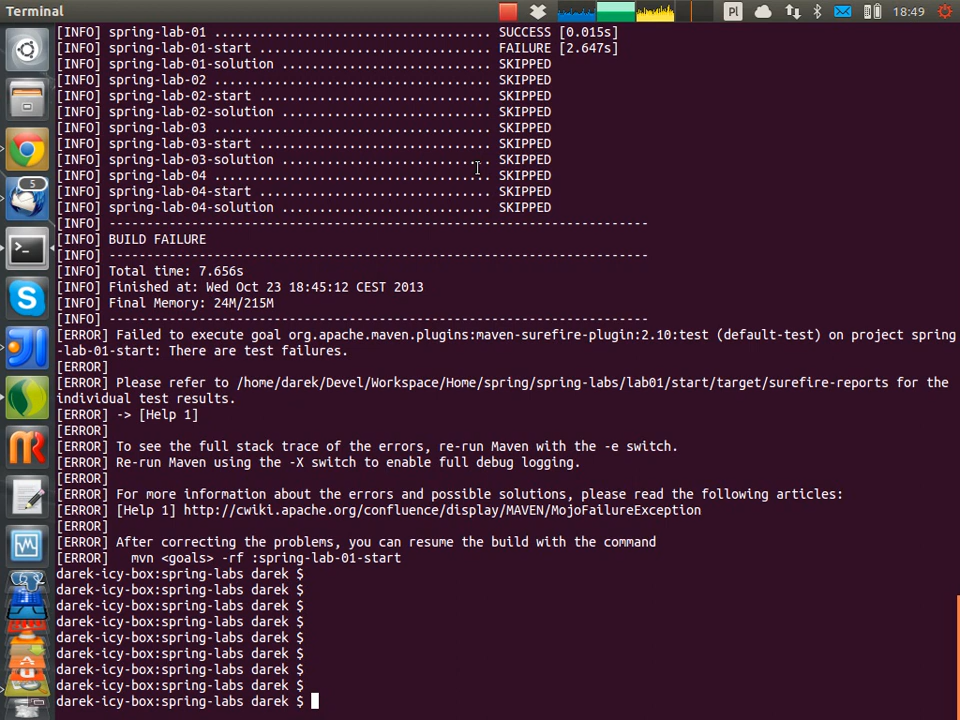 Terminal
Pl
18:49
[INFO] spring-lab-01 ..................................... SUCCESS [0.015s]
[INFO] spring-lab-01-start ............................... FAILURE [2.647s]
[INFO] spring-lab-01-solution ............................ SKIPPED
[INFO] spring-lab-02 ..................................... SKIPPED
[INFO] spring-lab-02-start ............................... SKIPPED
[INFO] spring-lab-02-solution ............................ SKIPPED
[INFO] spring-lab-03 ..................................... SKIPPED
[INFO] spring-lab-03-start ............................... SKIPPED
[INFO] spring-lab-03-solution ............................ SKIPPED
[INFO] spring-lab-04 ..................................... SKIPPED
[INFO] spring-lab-04-start ............................... SKIPPED
[INFO] spring-lab-04-solution ............................ SKIPPED
[INFO] ------------------------------------------------------------------------
[INFO] BUILD FAILURE
[INFO] ------------------------------------------------------------------------
[INFO] Total time: 7.656s
[INFO] Finished at: Wed Oct 23 18:45:12 CEST 2013
[INFO] Final Memory: 24M/215M
[INFO] ------------------------------------------------------------------------
[ERROR] Failed to execute goal org.apache.maven.plugins:maven-surefire-plugin:2.10:test (default-test) on project spring
-lab-01-start: There are test failures.
[ERROR]
[ERROR] Please refer to /home/darek/Devel/Workspace/Home/spring/spring-labs/lab01/start/target/surefire-reports for the
individual test results.
[ERROR] -> [Help 1]
[ERROR]
[ERROR] To see the full stack trace of the errors, re-run Maven with the -e switch.
[ERROR] Re-run Maven using the -X switch to enable full debug logging.
[ERROR]
[ERROR] For more information about the errors and possible solutions, please read the following articles:
[ERROR] [Help 1] http://cwiki.apache.org/confluence/display/MAVEN/MojoFailureException
[ERROR]
[ERROR] After correcting the problems, you can resume the build with the command
[ERROR]   mvn <goals> -rf :spring-lab-01-start
darek-icy-box:spring-labs darek $
darek-icy-box:spring-labs darek $
darek-icy-box:spring-labs darek $
darek-icy-box:spring-labs darek $
darek-icy-box:spring-labs darek $
darek-icy-box:spring-labs darek $
darek-icy-box:spring-labs darek $
darek-icy-box:spring-labs darek $
darek-icy-box:spring-labs darek $
5